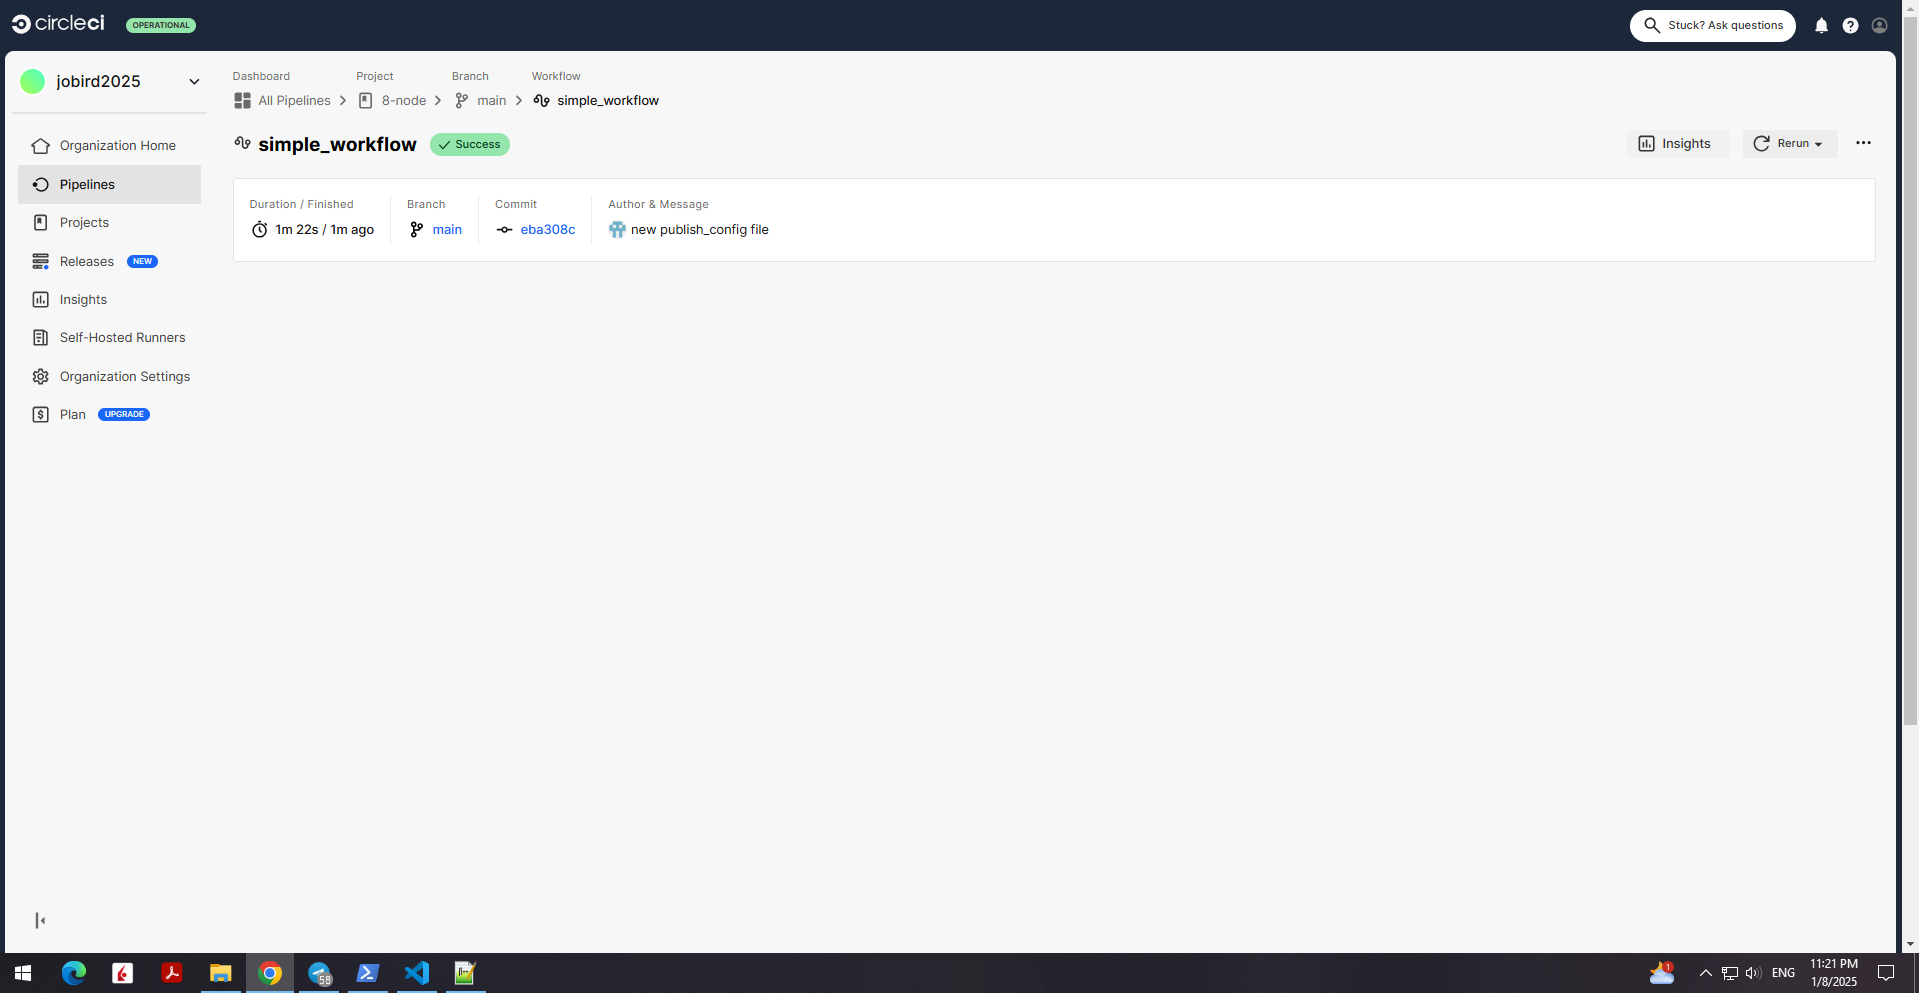 circleci OPERATIONAL
Stuck? Ask questions
jobird2025
Organization Home
Pipelines
Projects
Releases NEW
Insights
Self-Hosted Runners
Organization Settings
Plan UPGRADE
Dashboard Project Branch Workflow
All Pipelines 8-node main simple_workflow
simple_workflow Success
Insights Rerun
Duration / Finished Branch Commit Author & Message
1m 22s / 1m ago main eba308c new publish_config file
58
1
ENG
11:21 PM
1/8/2025